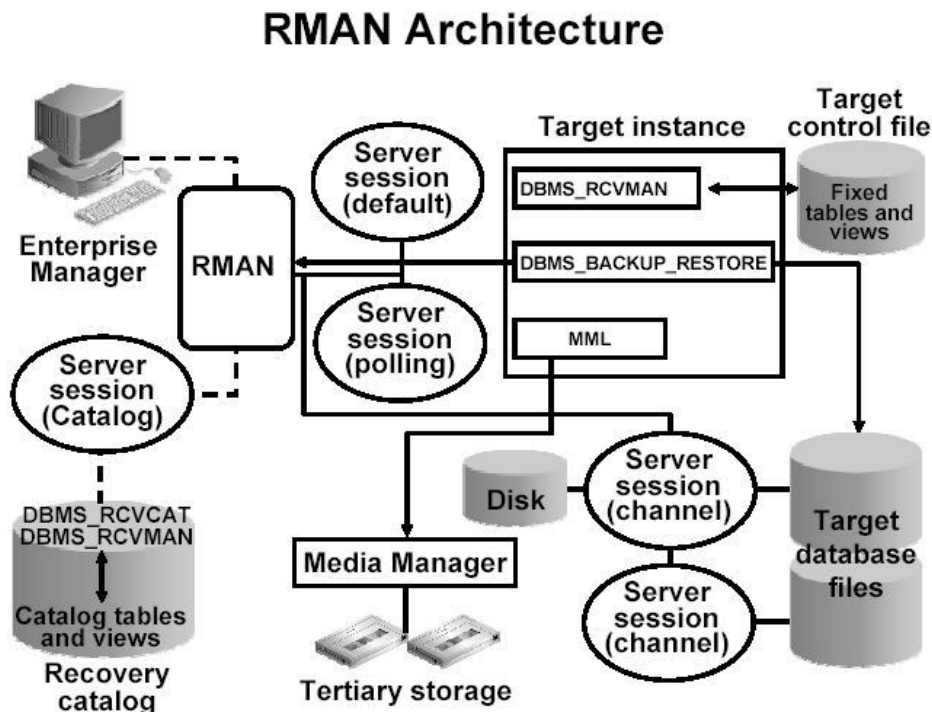 RMAN Architecture
Enterprise
Manager
RMAN
Server
session
(default)
Server
session
(polling)
Target instance
DBMS_RCVMAN
DBMS_BACKUP_RESTORE
MML
Target
control file
Fixed
tables and
views
Server
session
(Catalog)
DBMS_RCVCAT
DBMS_RCVMAN
Catalog tables
and views
Recovery
catalog
Media Manager
Tertiary storage
Disk
Server
session
(channel)
Server
session
(channel)
Target
database
files